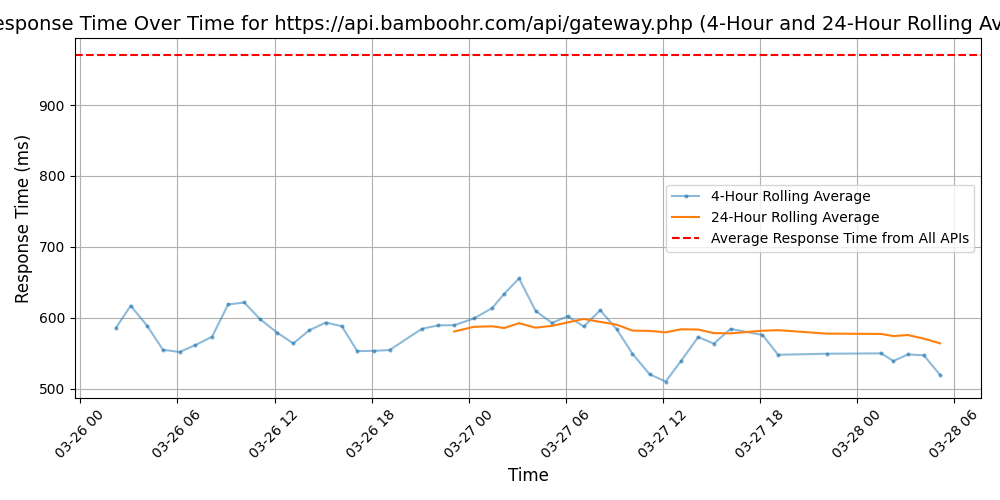 esponse Time Over Time for https://api.bamboohr.com/api/gateway.php (4-Hour and 24-Hour Rolling Av
Response Time (ms)
900
800
700
600
500
4-Hour Rolling Average
24-Hour Rolling Average
Average Response Time from All APIs
03-26 00
03-26 06
03-26 12
03-26 18
03-27 00
03-27 06
03-27 12
03-27 18
03-28 00
03-28 06
Time